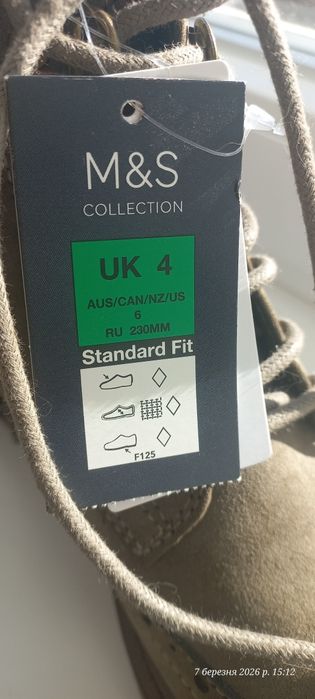 M&S
COLLECTION
UK 4
AUS/CAN/NZ/US
6
RU 230MM
Standard Fit
F125
7 березня 2026 р. 15:12